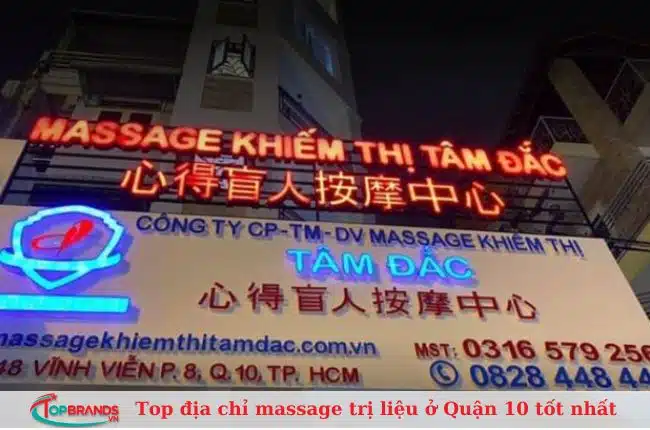 MASSAGE KHIẾM THỊ TÂM ĐẮC
心得盲人按摩中心
CÔNG TY CP-TM-DV MASSAGE KHIẾM THỊ
TÂM ĐẮC
心得盲人按摩中心
massagekhiemthitamdac.com.vn
MST: 0316 579 256
48 VĨNH VIỄN P. 8, Q. 10, TP. HCM
0828 448 44
TOPBRANDS.VN
Top địa chỉ massage trị liệu ở Quận 10 tốt nhất